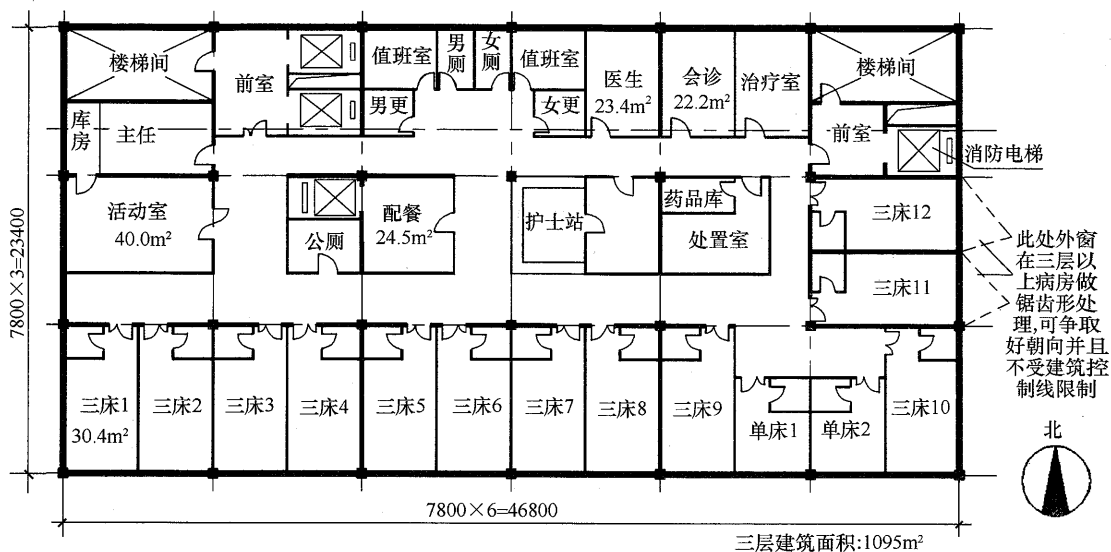 楼梯间
前室
值班室
男厕
女厕
值班室
医生
23.4m²
会诊
22.2m²
治疗室
楼梯间
男更
女更
库房
主任
前室
消防电梯
活动室
40.0m²
公厕
配餐
24.5m²
护士站
药品库
处置室
三床12
三床11
此处外窗
在三层以
上病房做
锯齿形处
理,可争取
好朝向并且
不受建筑控
制线限制
三床1
30.4m²
三床2
三床3
三床4
三床5
三床6
三床7
三床8
三床9
单床1
单床2
三床10
北
7800×3=23400
7800×6=46800
三层建筑面积:1095m²